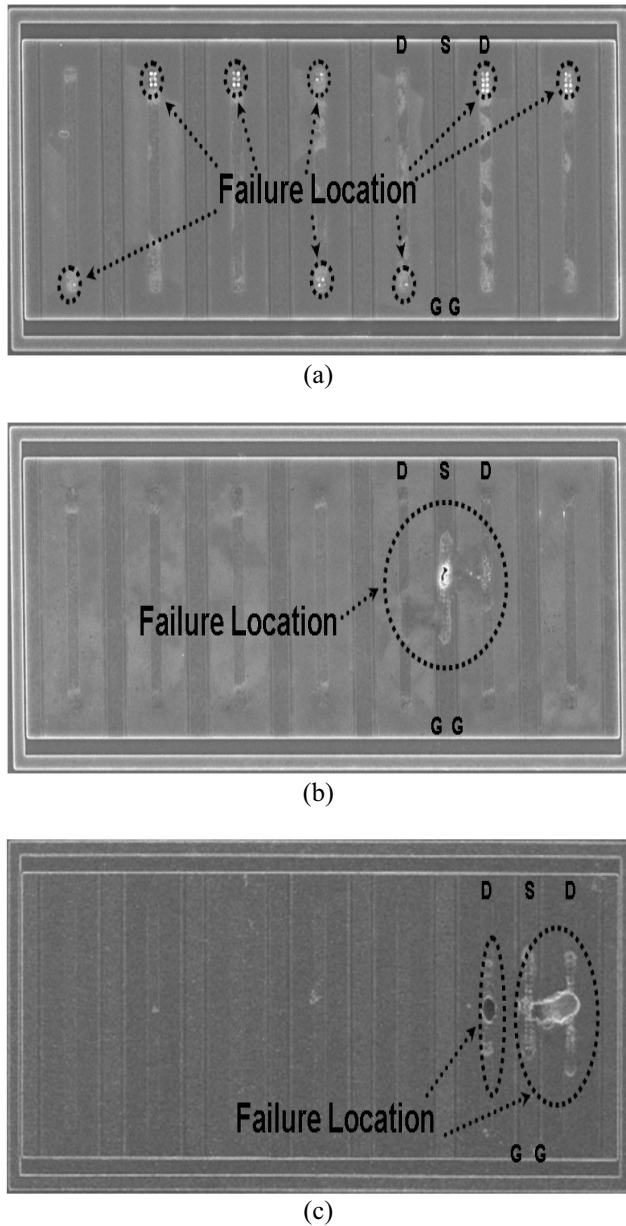 D S D
Failure Location
G G
(a)
D S D
Failure Location
G G
(b)
D S D
Failure Location
G G
(c)